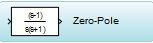 (s-1)
s(s+1)
Zero-Pole